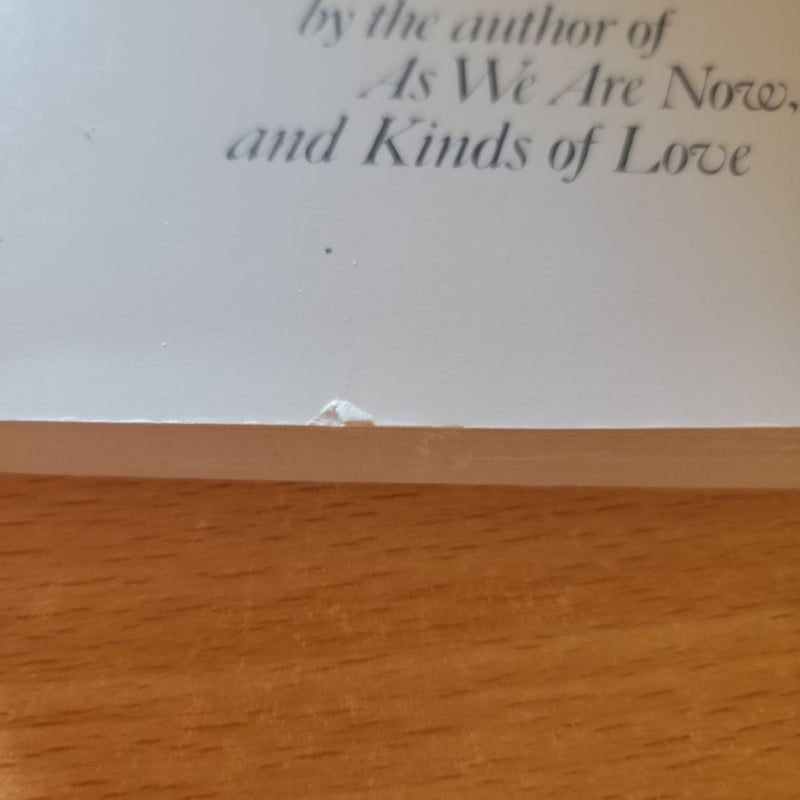 by the author of
As We Are Now,
and Kinds of Love